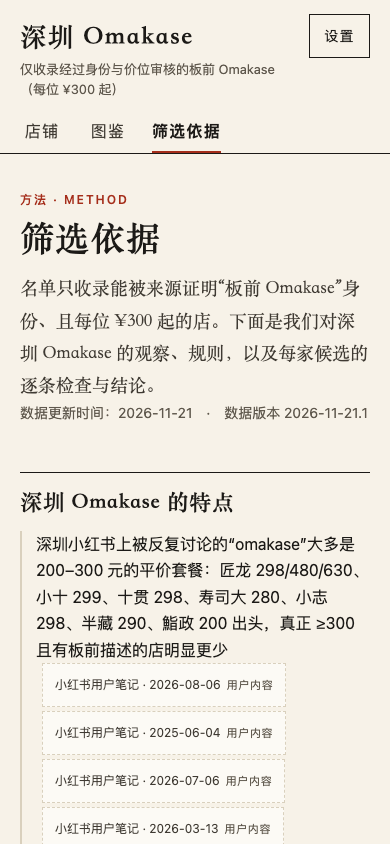 深圳 Omakase
设置
仅收录经过身份与价位审核的板前 Omakase
（每位 ¥300 起）
店铺 图鉴 筛选依据
方法 · METHOD
筛选依据
名单只收录能被来源证明“板前 Omakase”身
份、且每位 ¥300 起的店。下面是我们对深
圳 Omakase 的观察、规则，以及每家候选的
逐条检查与结论。
数据更新时间：2026-11-21 · 数据版本 2026-11-21.1
深圳 Omakase 的特点
深圳小红书上被反复讨论的“omakase”大多是
200–300 元的平价套餐：匠龙 298/480/630、
小十 299、十贯 298、寿司大 280、小志
298、半藏 290、鮨政 200 出头，真正 ≥300
且有板前描述的店明显更少
小红书用户笔记 · 2026-08-06 用户内容
小红书用户笔记 · 2025-06-04 用户内容
小红书用户笔记 · 2026-07-06 用户内容
小红书用户笔记 · 2026-03-13 用户内容